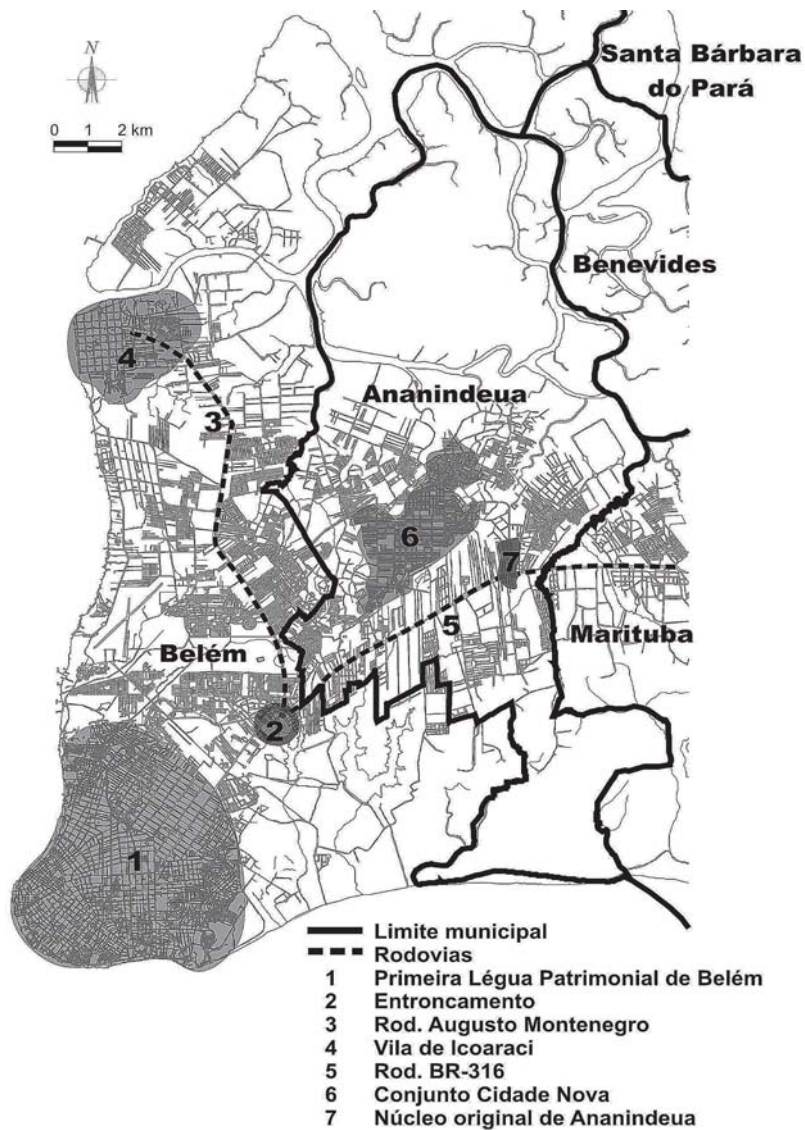 N
0 1 2 km
Santa Bárbara
do Pará
Benevides
4
3
Ananindeua
6
7
5
Marituba
Belém
2
1
Limite municipal
Rodovias
1 Primeira Légua Patrimonial de Belém
2 Entroncamento
3 Rod. Augusto Montenegro
4 Vila de Icoaraci
5 Rod. BR-316
6 Conjunto Cidade Nova
7 Núcleo original de Ananindeua